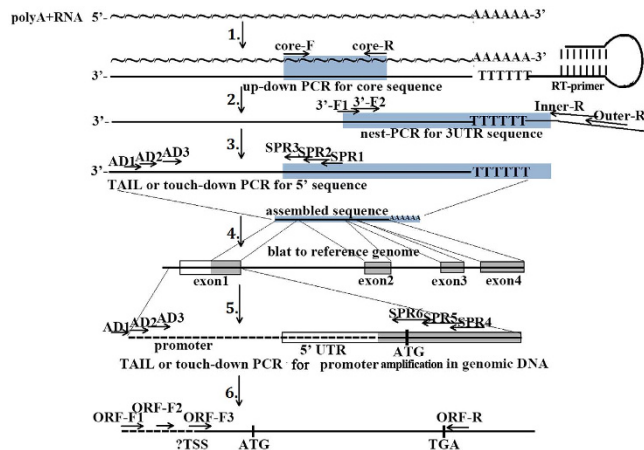 polyA+RNA 5'- AAAAAA-3'
1. core-F core-R AAAAAA-3'
3'- TTTTTT RT-primer
up-down PCR for core sequence
2. 3'-F1 3'-F2 Inner-R
3'- TTTTTT Outer-R
nest-PCR for 3UTR sequence
3. SPR3 SPR2 SPR1
AD1 AD2 AD3
3'- TTTTTT
TAIL or touch-down PCR for 5' sequence
assembled sequence AAAAAA
4. blat to reference genome
exon1 exon2 exon3 exon4
5. SPR6 SPR5 SPR4
AD1 AD2 AD3
promoter 5' UTR ATG
TAIL or touch-down PCR for promoter amplification in genomic DNA
6.
ORF-F1 ORF-F2 ORF-F3 ORF-R
?TSS ATG TGA